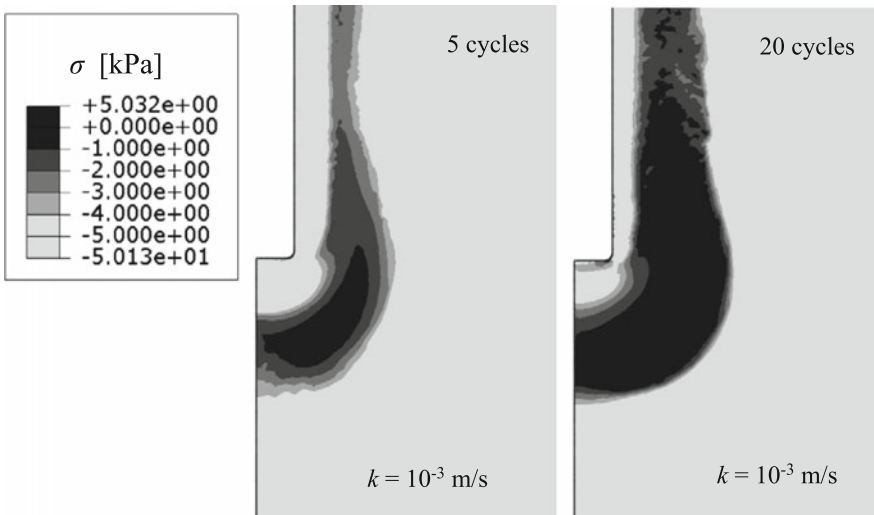 σ [kPa]
+5.032e+00
+0.000e+00
-1.000e+00
-2.000e+00
-3.000e+00
-4.000e+00
-5.000e+00
-5.013e+01
5 cycles
k = 10⁻³ m/s
20 cycles
k = 10⁻³ m/s